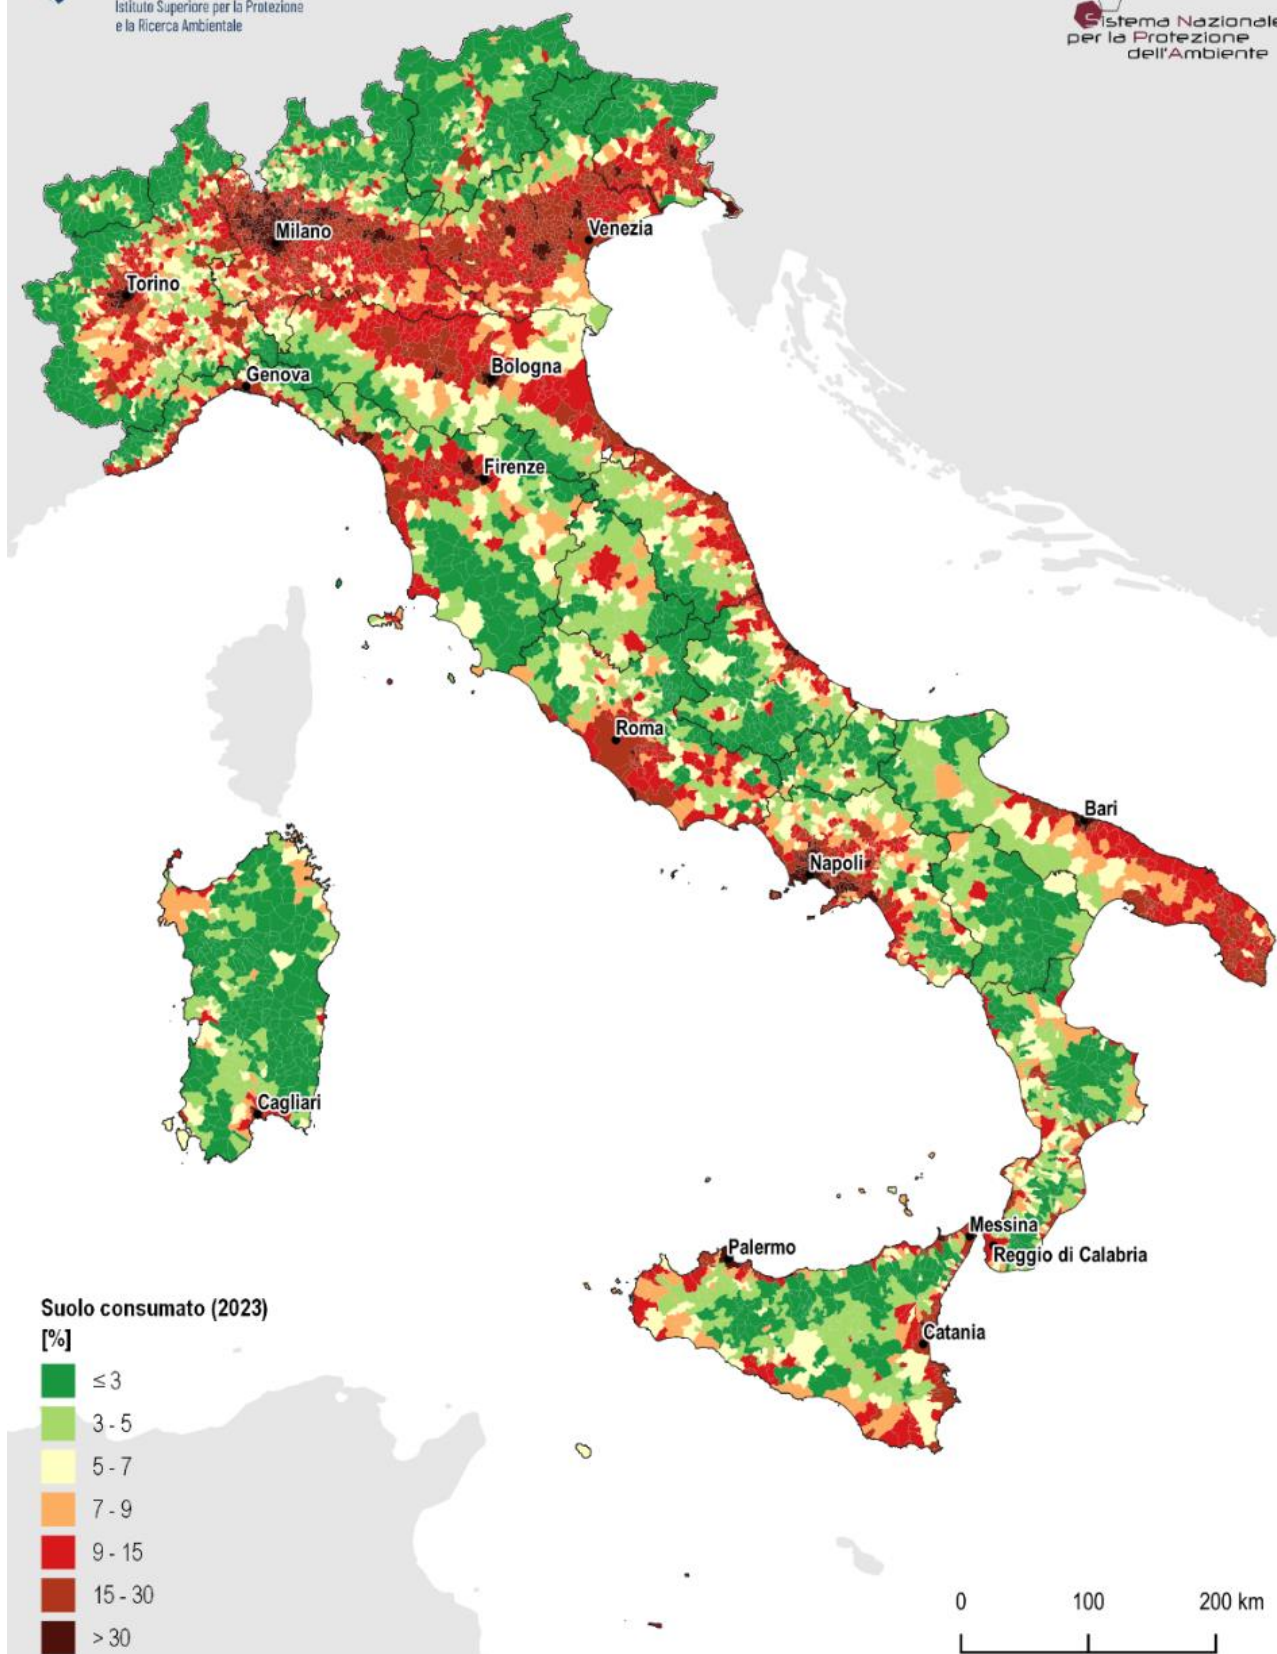 Istituto Superiore per la Protezione
e la Ricerca Ambientale
Sistema Nazionale
per la Protezione
dell'Ambiente
Milano
Venezia
Torino
Bologna
Genova
Firenze
Roma
Bari
Napoli
Cagliari
Messina
Palermo
Reggio di Calabria
Catania
Suolo consumato (2023)
[%]
≤ 3
3 - 5
5 - 7
7 - 9
9 - 15
15 - 30
> 30
0 100 200 km